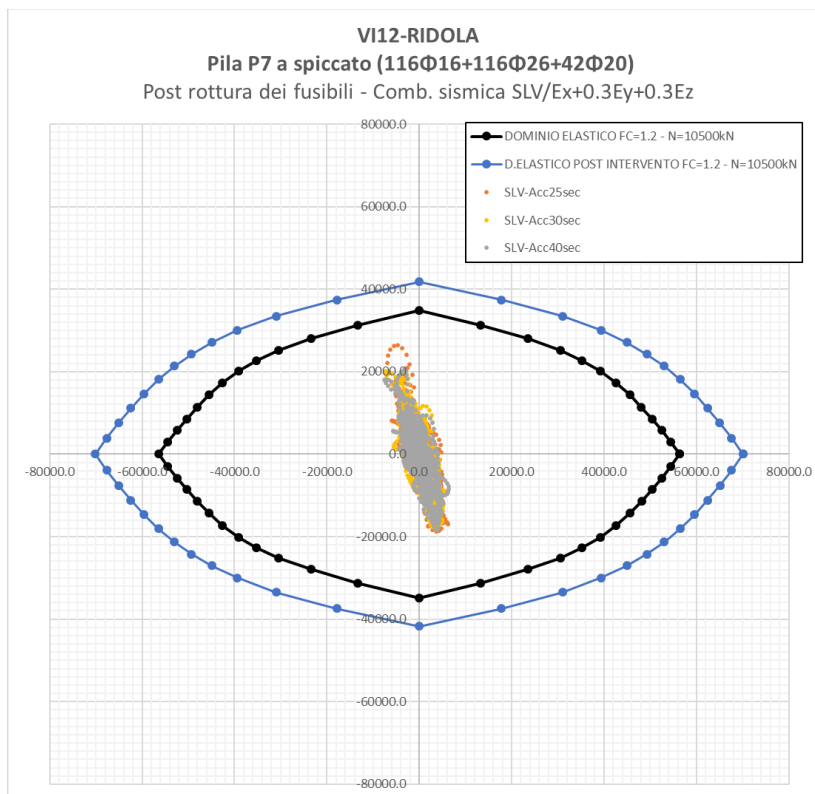 VI12-RIDOLA
Pila P7 a spiccato (116Φ16+116Φ26+42Φ20)
Post rottura dei fusibili - Comb. sismica SLV/Ex+0.3Ey+0.3Ez
80000.0
DOMINIO ELASTICO FC=1.2 - N=10500kN
D.ELASTICO POST INTERVENTO FC=1.2 - N=10500kN
SLV-Acc25sec
60000.0
SLV-Acc30sec
SLV-Acc40sec
40000.0
20000.0
0.0
-80000.0 -60000.0 -40000.0 -20000.0 0.0 20000.0 40000.0 60000.0 80000.0
-20000.0
-40000.0
-60000.0
-80000.0